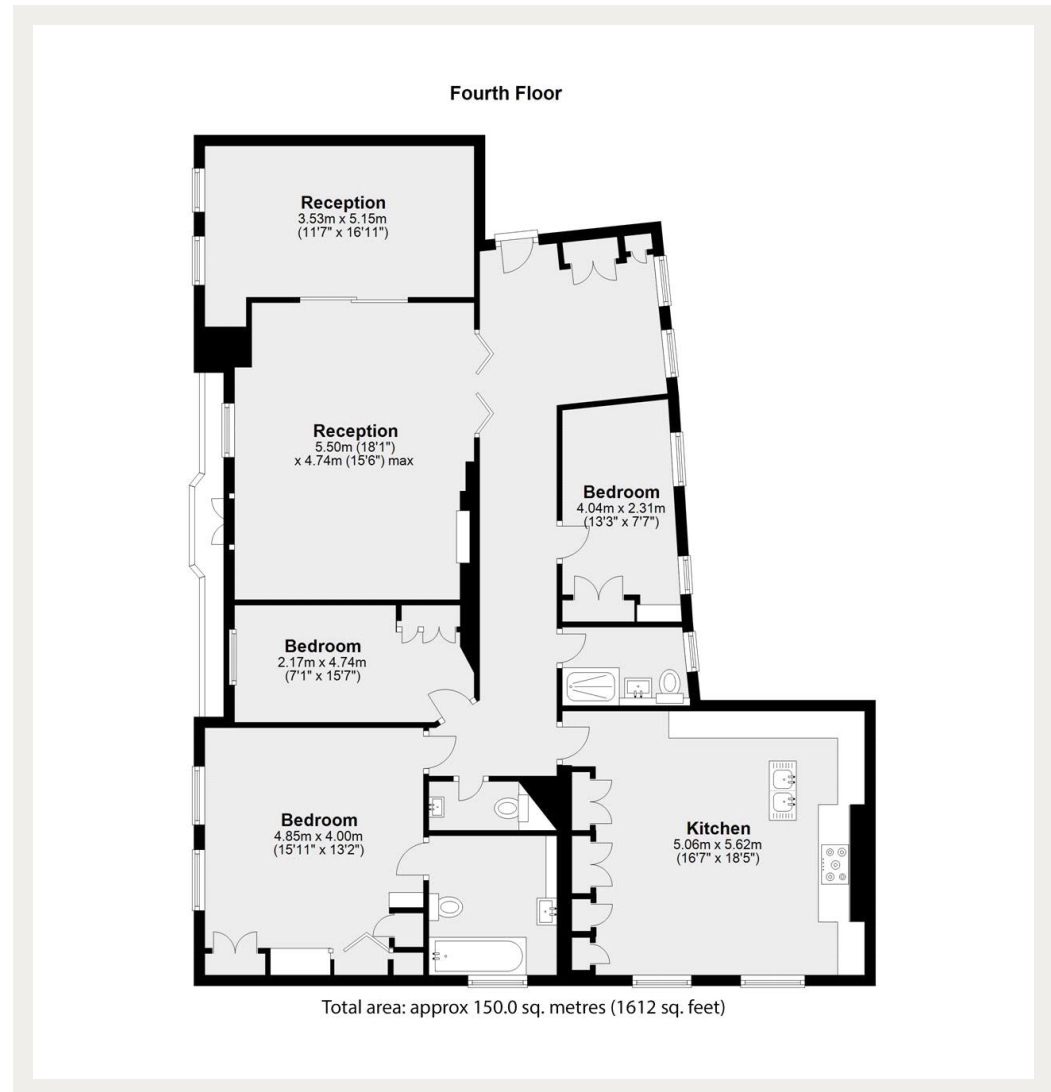 Fourth Floor
Reception
3.53m x 5.15m
(11'7" x 16'11")
Reception
5.50m (18'1")
x 4.74m (15'6") max
Bedroom
4.04m x 2.31m
(13'3" x 7'7")
Bedroom
2.17m x 4.74m
(7'1" x 15'7")
Bedroom
4.85m x 4.00m
(15'11" x 13'2")
Kitchen
5.06m x 5.62m
(16'7" x 18'5")
Total area: approx 150.0 sq. metres (1612 sq. feet)